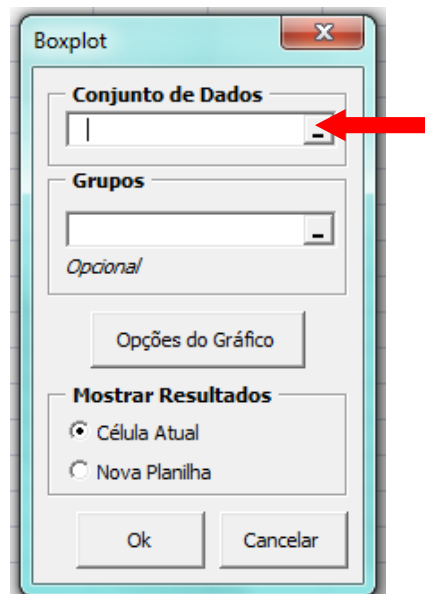 Boxplot
Conjunto de Dados
Grupos
Opcional
Opções do Gráfico
Mostrar Resultados
Célula Atual
Nova Planilha
Ok Cancelar